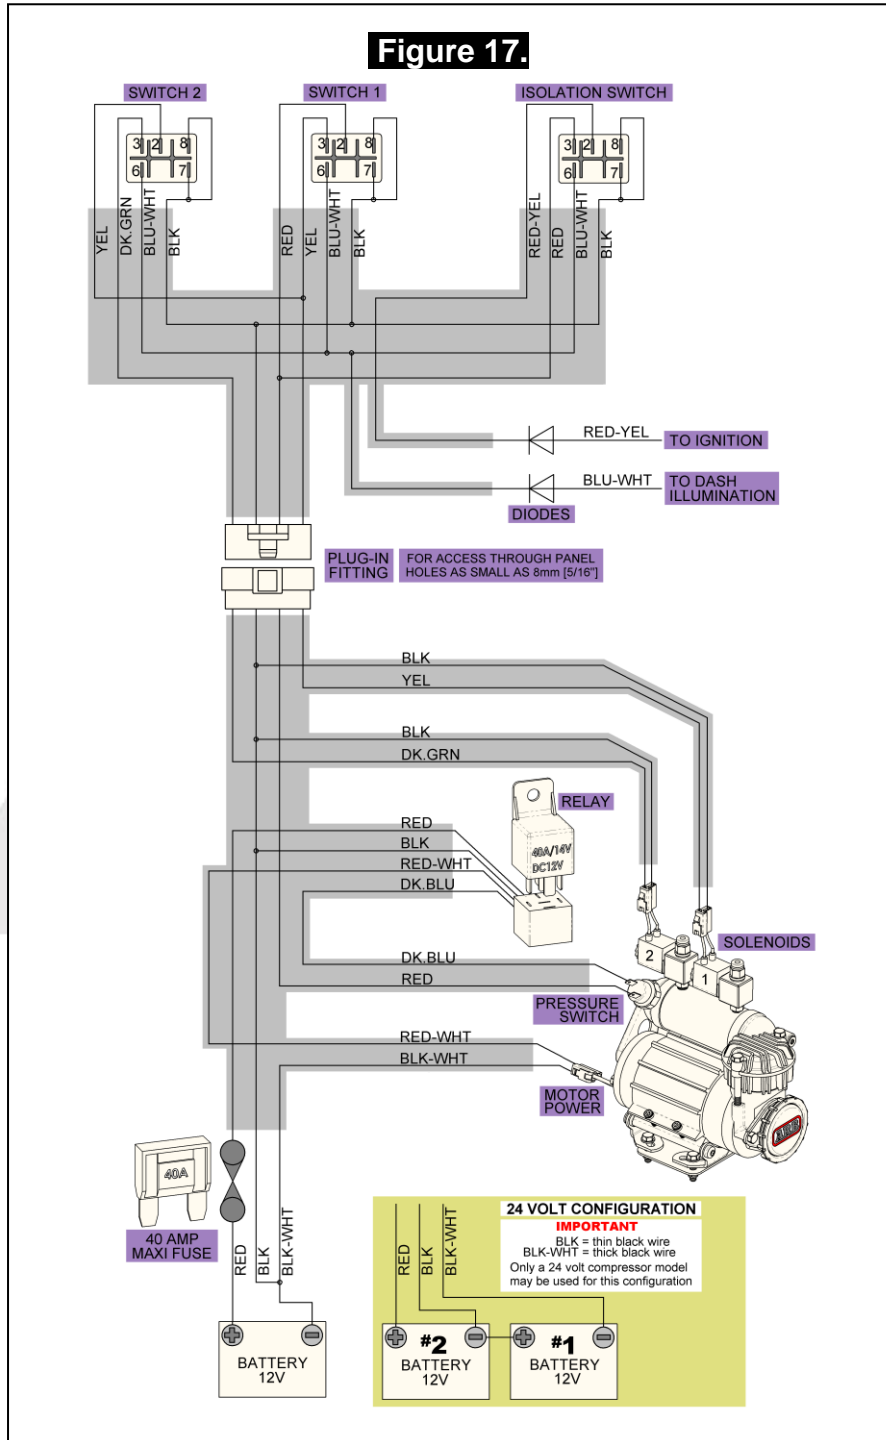 Figure 17.
SWITCH 2
SWITCH 1
ISOLATION SWITCH
3 2 8
6 7
3 2 8
6 7
3 2 8
6 7
YEL
DK.GRN
BLU-WHT
BLK
RED
YEL
BLU-WHT
BLK
RED-YEL
RED
BLU-WHT
BLK
RED-YEL
TO IGNITION
BLU-WHT
TO DASH
ILLUMINATION
DIODES
PLUG-IN
FITTING
FOR ACCESS THROUGH PANEL
HOLES AS SMALL AS 8mm [5/16"]
BLK
YEL
BLK
DK.GRN
RELAY
40A/14V
DC12V
RED
BLK
RED-WHT
DK.BLU
SOLENOIDS
2
1
DK.BLU
RED
PRESSURE
SWITCH
RED-WHT
BLK-WHT
MOTOR
POWER
40A
40 AMP
MAXI FUSE
RED
BLK
BLK-WHT
BATTERY
12V
24 VOLT CONFIGURATION
IMPORTANT
BLK = thin black wire
BLK-WHT = thick black wire
Only a 24 volt compressor model
may be used for this configuration
RED
BLK
BLK-WHT
#2
BATTERY
12V
#1
BATTERY
12V